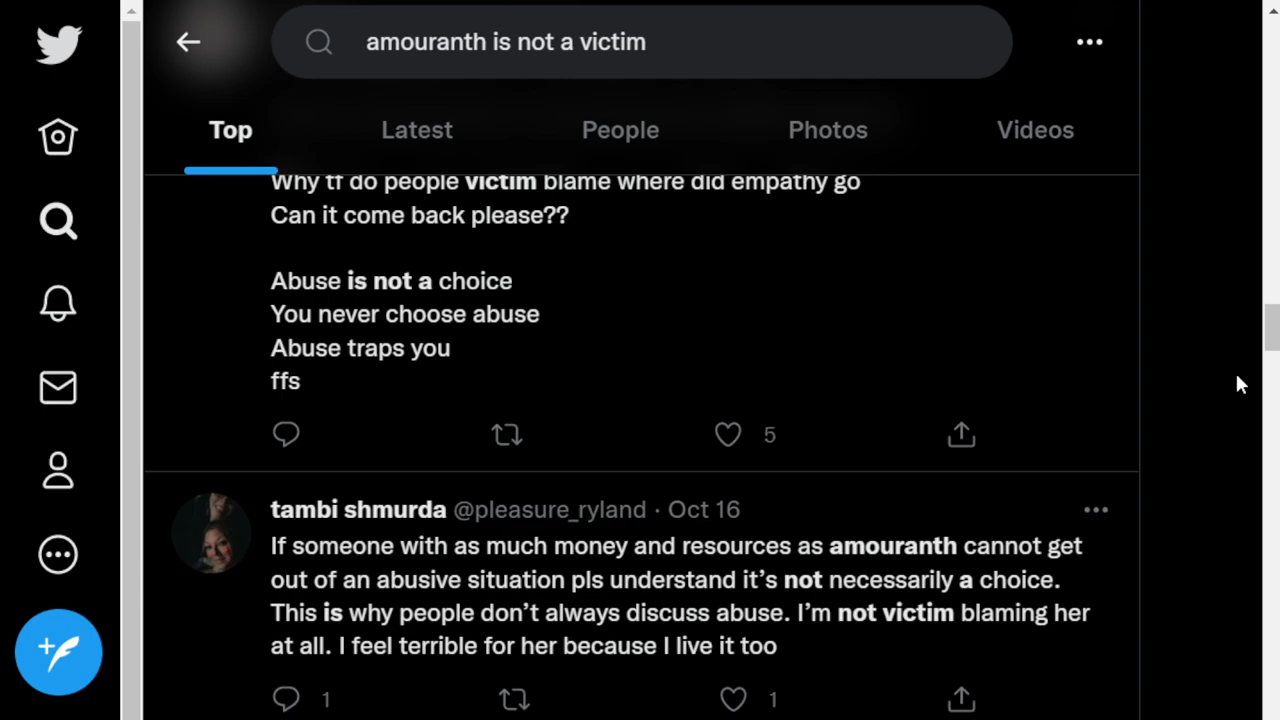 amouranth is not a victim
Top
Latest
People
Photos
Videos
Why tf do people victim blame where did empathy go
Can it come back please??
Abuse is not a choice
You never choose abuse
Abuse traps you
ffs
5
tambi shmurda @pleasure_ryland · Oct 16
If someone with as much money and resources as amouranth cannot get
out of an abusive situation pls understand it’s not necessarily a choice.
This is why people don’t always discuss abuse. I’m not victim blaming her
at all. I feel terrible for her because I live it too
1
1